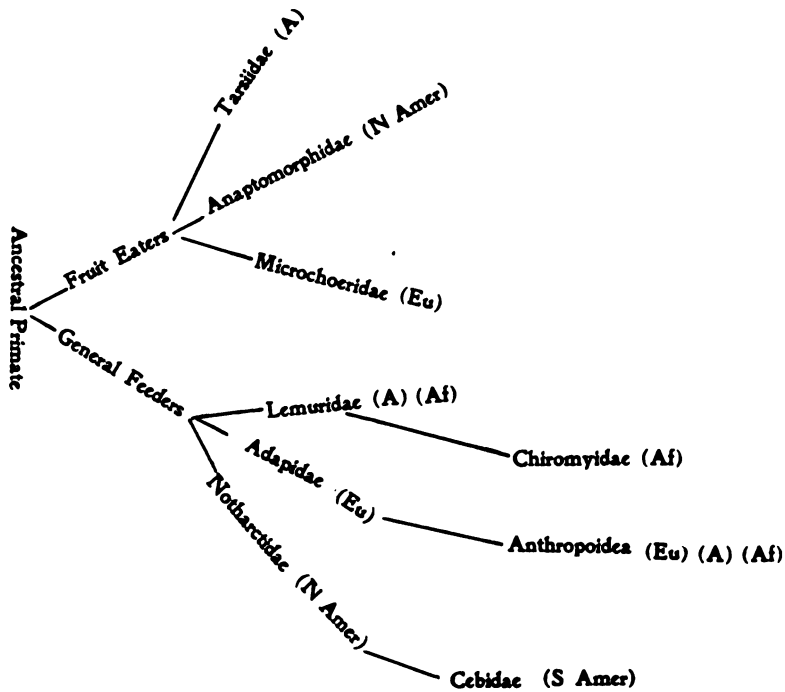 Ancestral Primate
Fruit Eaters
Tarsiidae (A)
Anaptomorphidae (N Amer)
Microchoeridae (Eu)
General Feeders
Lemuridae (A) (Af)
Chiromyidae (Af)
Adapidae (Eu)
Anthropoidea (Eu) (A) (Af)
Notharctidae (N Amer)
Cebidae (S Amer)